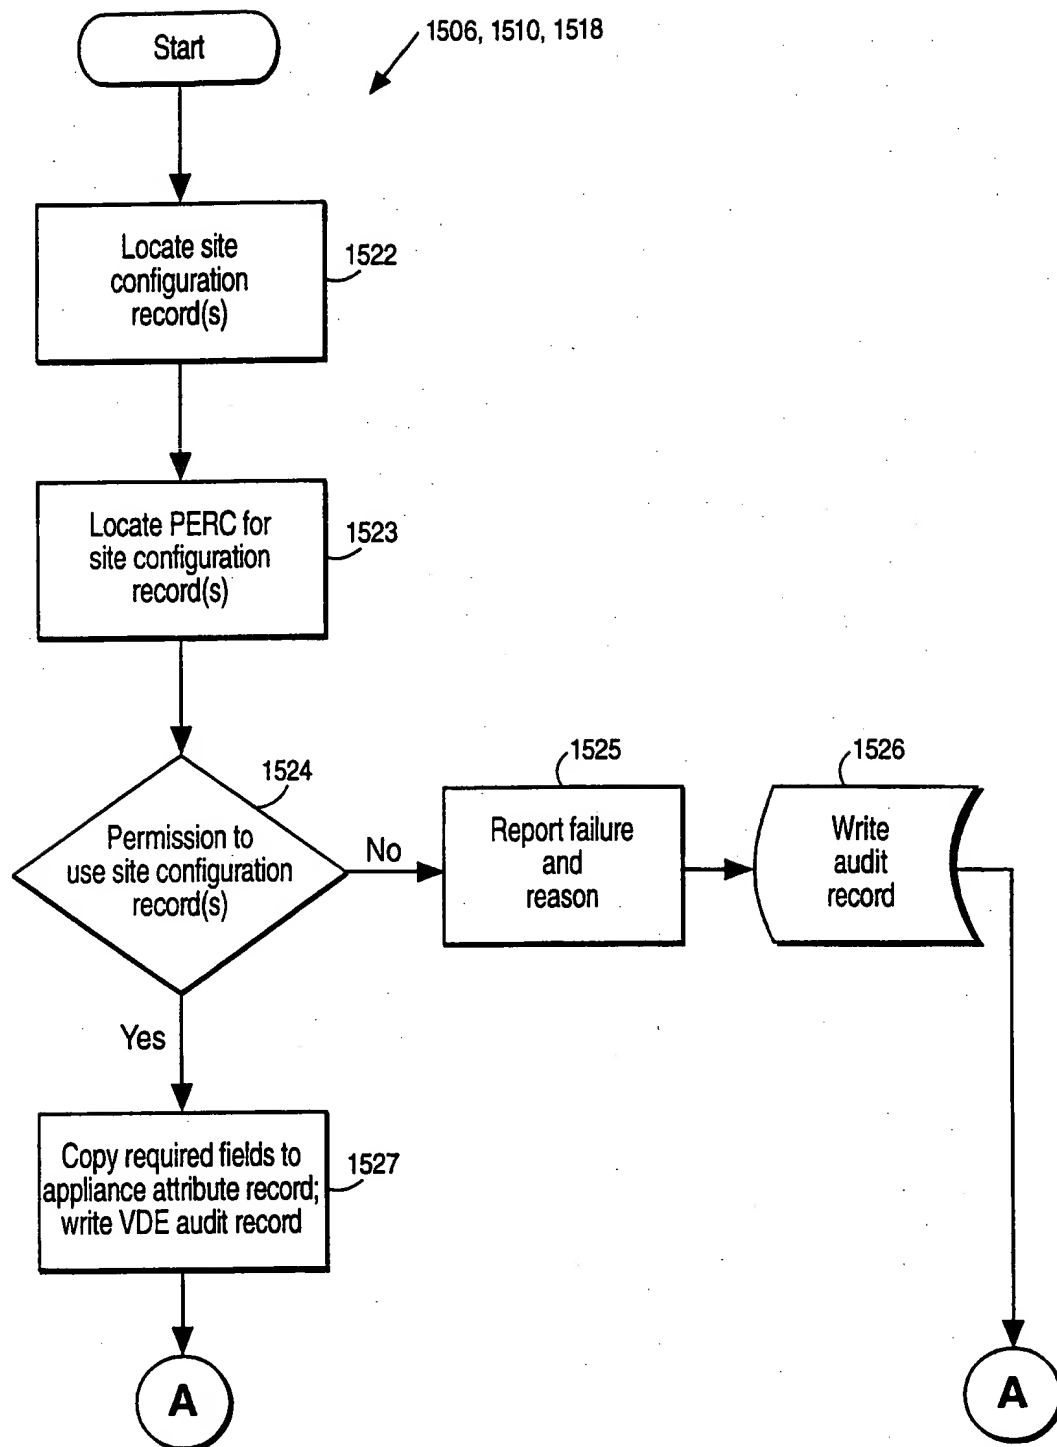 Start
1506, 1510, 1518
Locate site
configuration
record(s)
1522
Locate PERC for
site configuration
record(s)
1523
1524
Permission to
use site configuration
record(s)
No
1525
Report failure
and
reason
1526
Write
audit
record
Yes
Copy required fields to
appliance attribute record;
write VDE audit record
1527
A
A